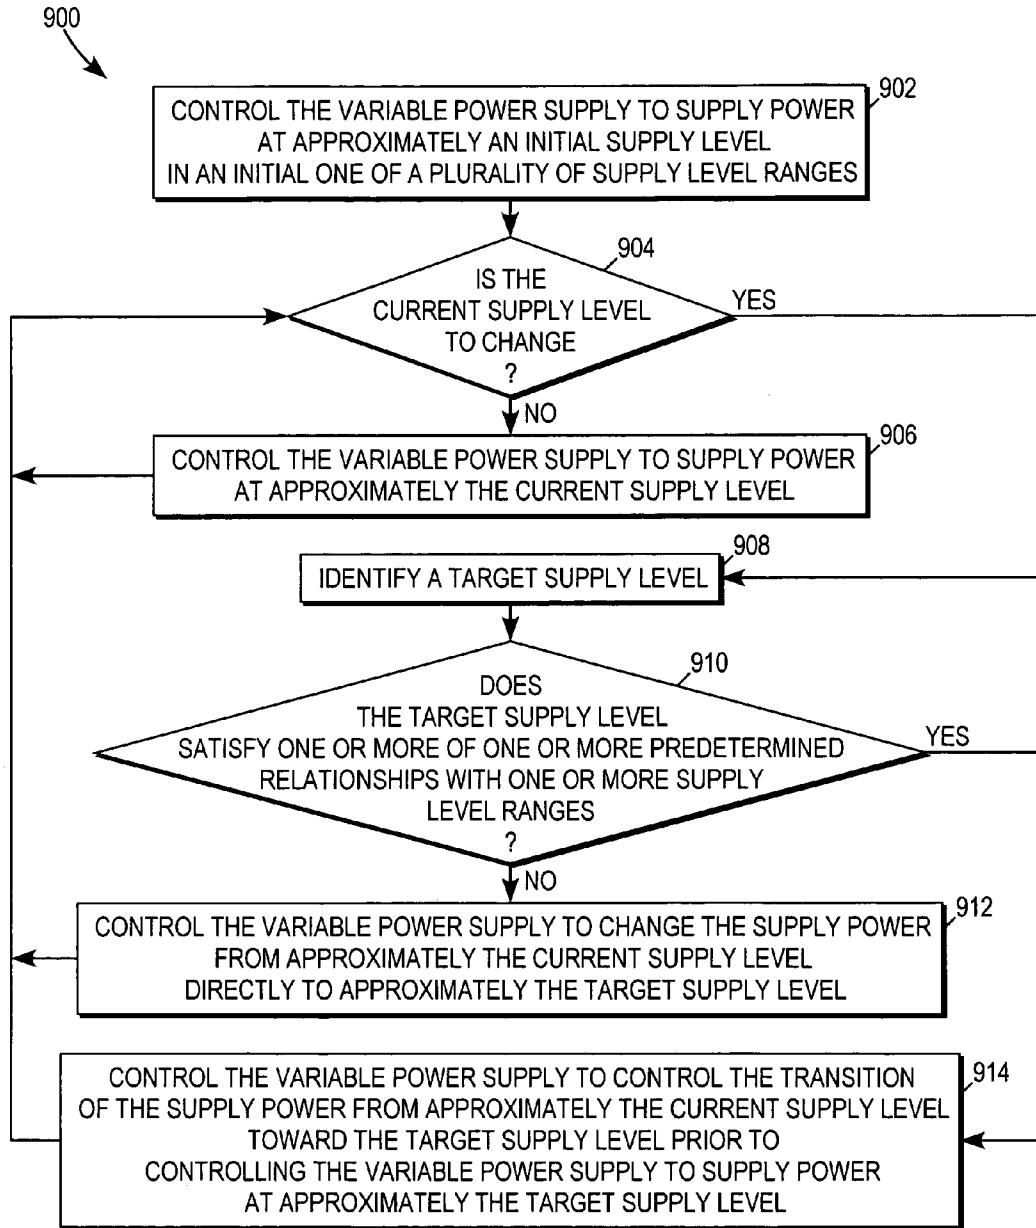 900
902
CONTROL THE VARIABLE POWER SUPPLY TO SUPPLY POWER
AT APPROXIMATELY AN INITIAL SUPPLY LEVEL
IN AN INITIAL ONE OF A PLURALITY OF SUPPLY LEVEL RANGES
904
IS THE
CURRENT SUPPLY LEVEL
TO CHANGE
?
YES
NO
906
CONTROL THE VARIABLE POWER SUPPLY TO SUPPLY POWER
AT APPROXIMATELY THE CURRENT SUPPLY LEVEL
908
IDENTIFY A TARGET SUPPLY LEVEL
910
DOES
THE TARGET SUPPLY LEVEL
SATISFY ONE OR MORE OF ONE OR MORE PREDETERMINED
RELATIONSHIPS WITH ONE OR MORE SUPPLY
LEVEL RANGES
?
YES
NO
912
CONTROL THE VARIABLE POWER SUPPLY TO CHANGE THE SUPPLY POWER
FROM APPROXIMATELY THE CURRENT SUPPLY LEVEL
DIRECTLY TO APPROXIMATELY THE TARGET SUPPLY LEVEL
914
CONTROL THE VARIABLE POWER SUPPLY TO CONTROL THE TRANSITION
OF THE SUPPLY POWER FROM APPROXIMATELY THE CURRENT SUPPLY LEVEL
TOWARD THE TARGET SUPPLY LEVEL PRIOR TO
CONTROLLING THE VARIABLE POWER SUPPLY TO SUPPLY POWER
AT APPROXIMATELY THE TARGET SUPPLY LEVEL